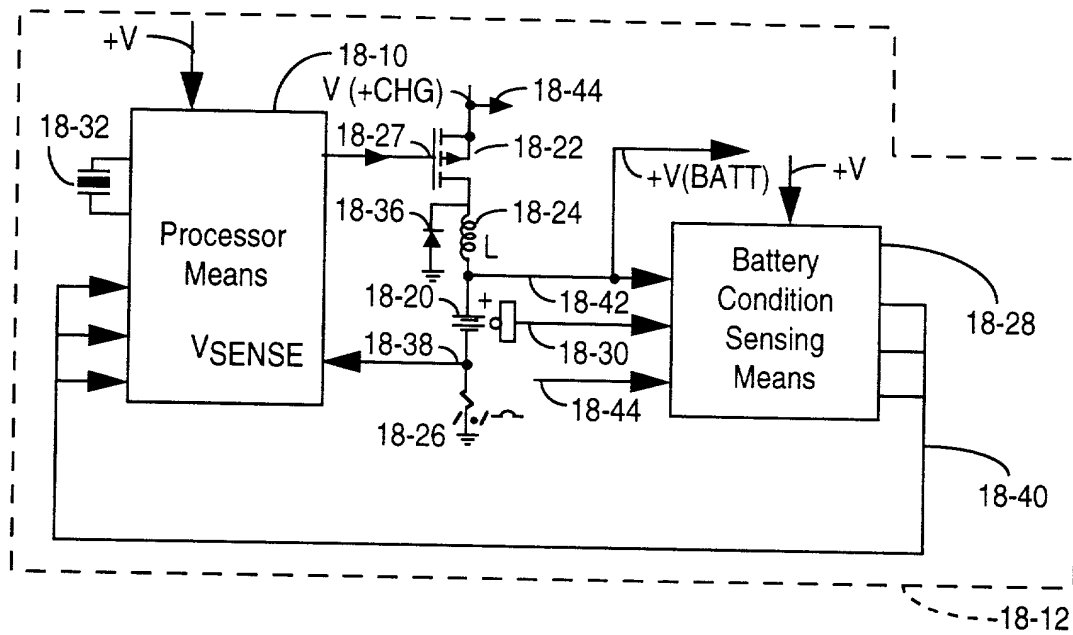 +V
18-10
V (+CHG)
18-44
18-32
18-27
18-22
+V(BATT)
+V
18-36
18-24
L
Processor
Means
Battery
Condition
Sensing
Means
18-20
+
18-42
18-28
18-30
VSENSE
18-38
18-44
18-26
18-40
18-12